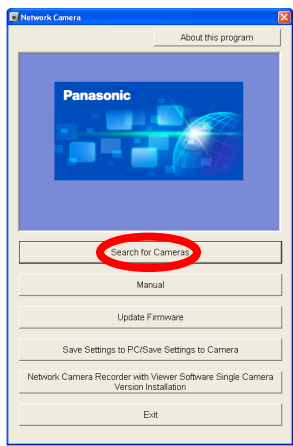 Network Camera
About this program
Panasonic
Search for Cameras
Manual
Update Firmware
Save Settings to PC/Save Settings to Camera
Network Camera Recorder with Viewer Software Single Camera
Version Installation
Exit